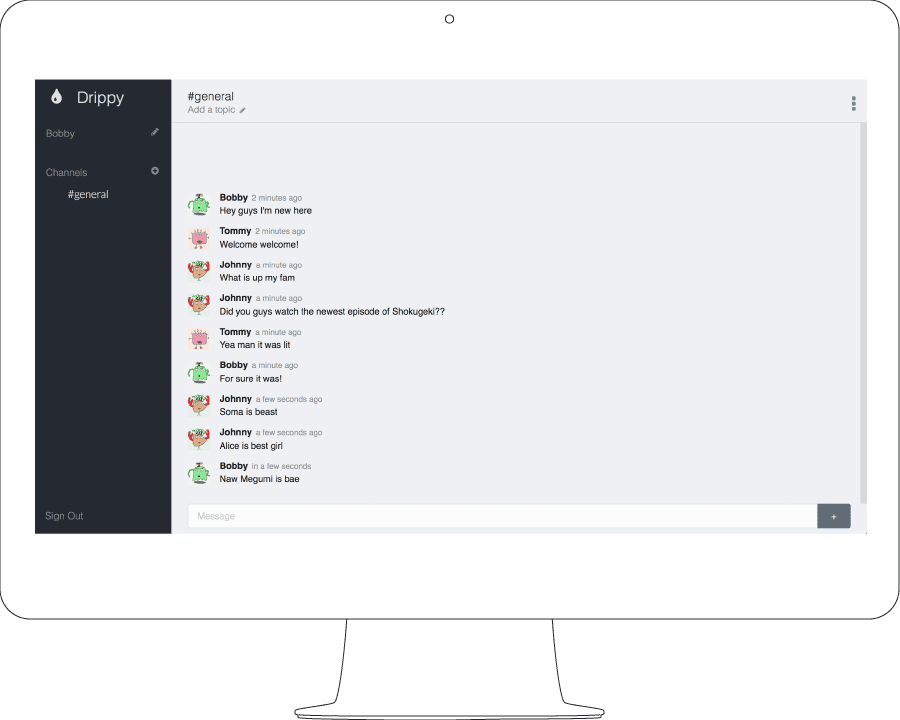 Drippy
Bobby
Channels
#general
Sign Out
#general
Add a topic
Bobby 2 minutes ago
Hey guys I'm new here
Tommy 2 minutes ago
Welcome welcome!
Johnny a minute ago
What is up my fam
Johnny a minute ago
Did you guys watch the newest episode of Shokugeki??
Tommy a minute ago
Yea man it was lit
Bobby a minute ago
For sure it was!
Johnny a few seconds ago
Soma is beast
Johnny a few seconds ago
Alice is best girl
Bobby in a few seconds
Naw Megumi is bae
Message
+